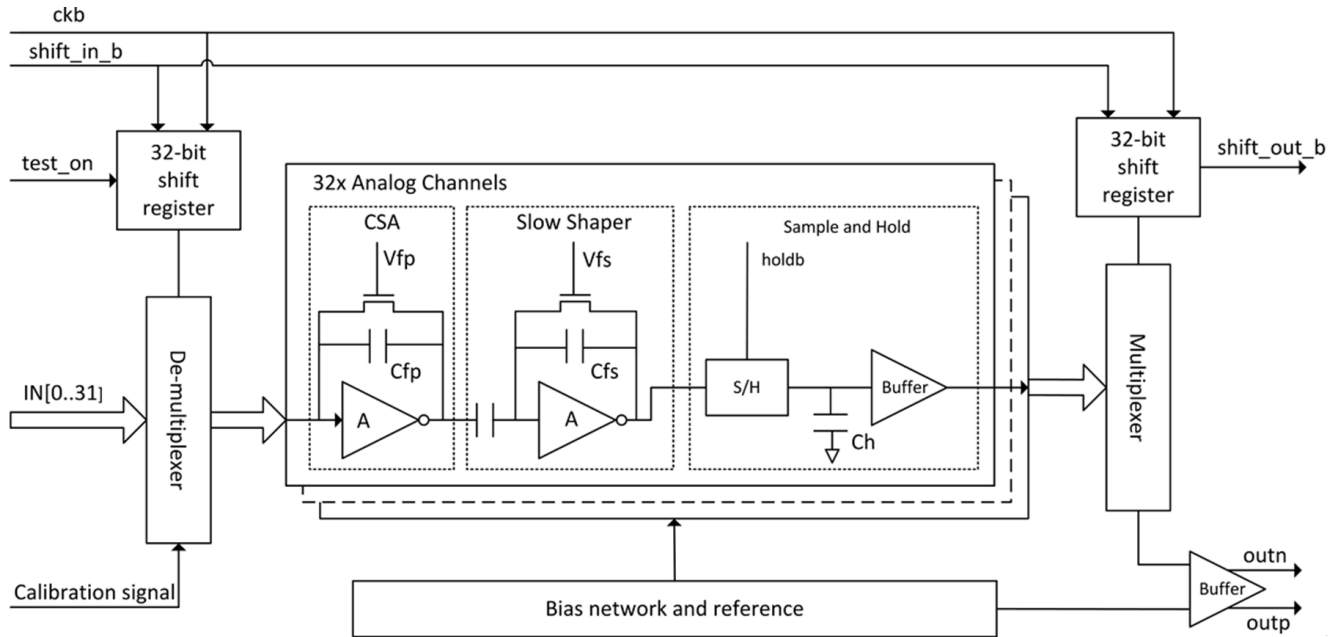 ckb
shift_in_b
test_on
32-bit
shift
register
32-bit
shift
register
shift_out_b
32x Analog Channels
CSA
Vfp
Cfp
A
Slow Shaper
Vfs
Cfs
A
Sample and Hold
holdb
S/H
Buffer
Ch
IN[0..31]
De-multiplexer
Multiplexer
Calibration signal
Bias network and reference
Buffer
outn
outp